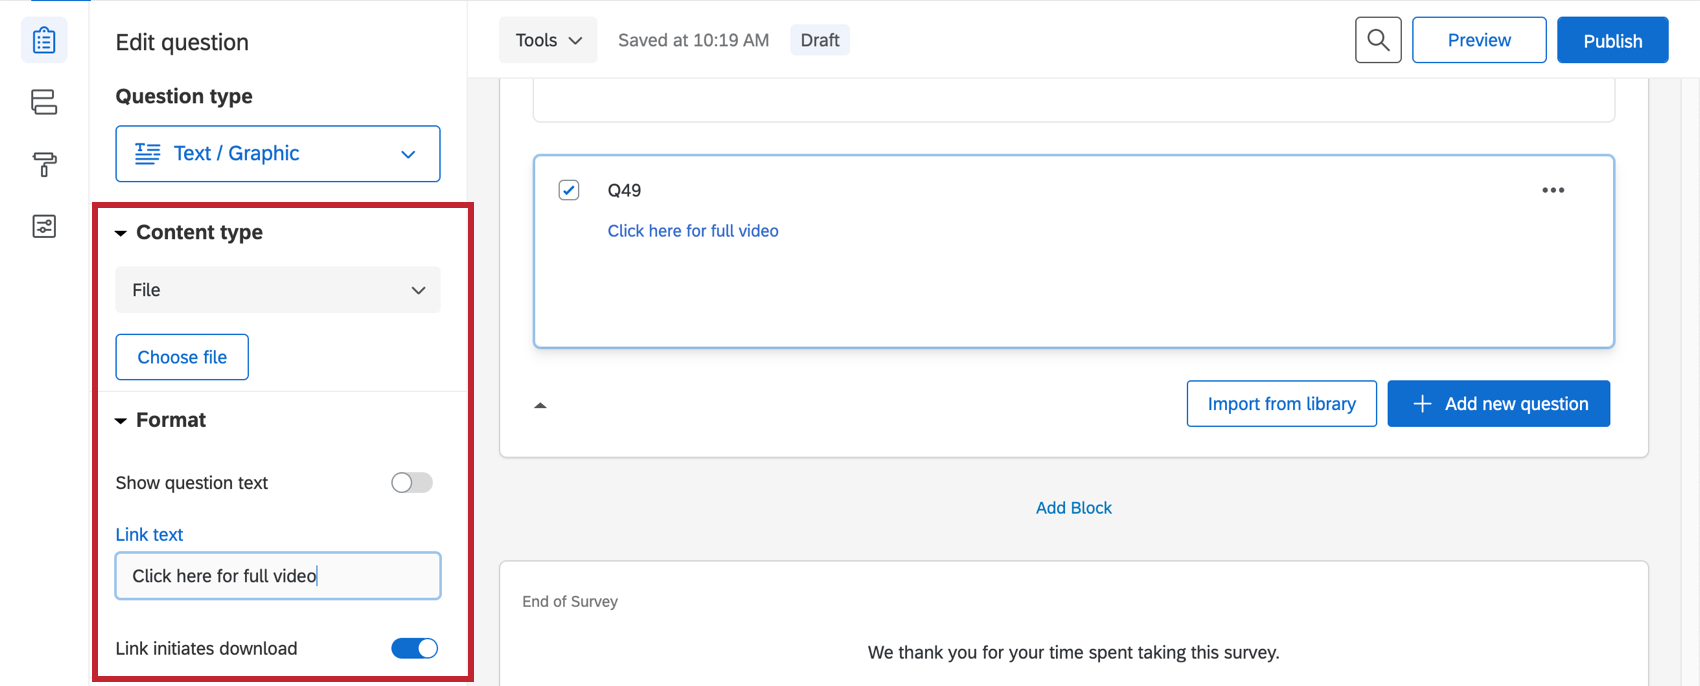 Edit question
Question type
Text / Graphic
Content type
File
Choose file
Format
Show question text
Link text
Click here for full video
Link initiates download
Tools
Saved at 10:19 AM
Draft
Preview
Publish
Q49
Click here for full video
Import from library
Add new question
Add Block
End of Survey
We thank you for your time spent taking this survey.